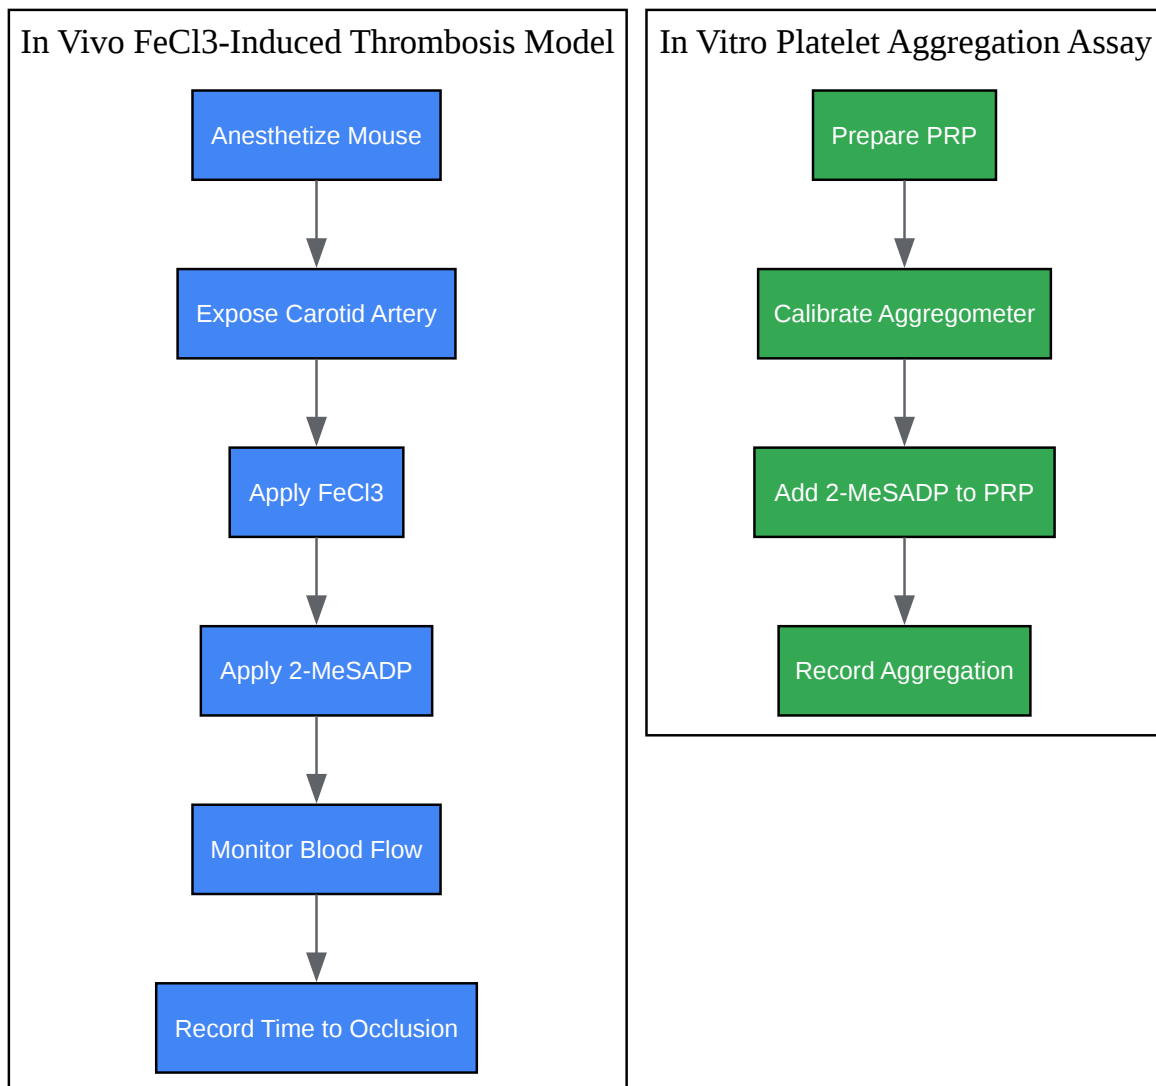 In Vivo FeCl3-Induced Thrombosis Model
Anesthetize Mouse
Expose Carotid Artery
Apply FeCl3
Apply 2-MeSADP
Monitor Blood Flow
Record Time to Occlusion
In Vitro Platelet Aggregation Assay
Prepare PRP
Calibrate Aggregometer
Add 2-MeSADP to PRP
Record Aggregation